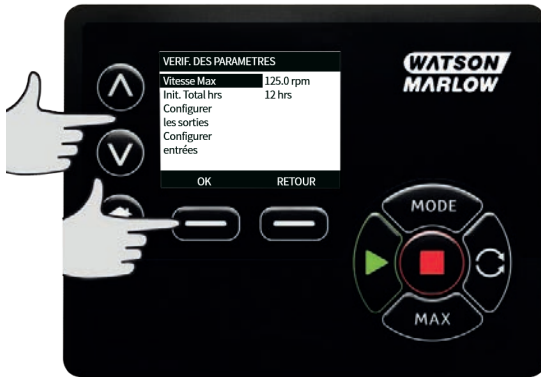 VERIF. DES PARAMETRES
Vitesse Max 125.0 rpm
Init. Total hrs 12 hrs
Configurer
les sorties
Configurer
entrées
OK RETOUR
WATSON
MARLOW
MODE
MAX